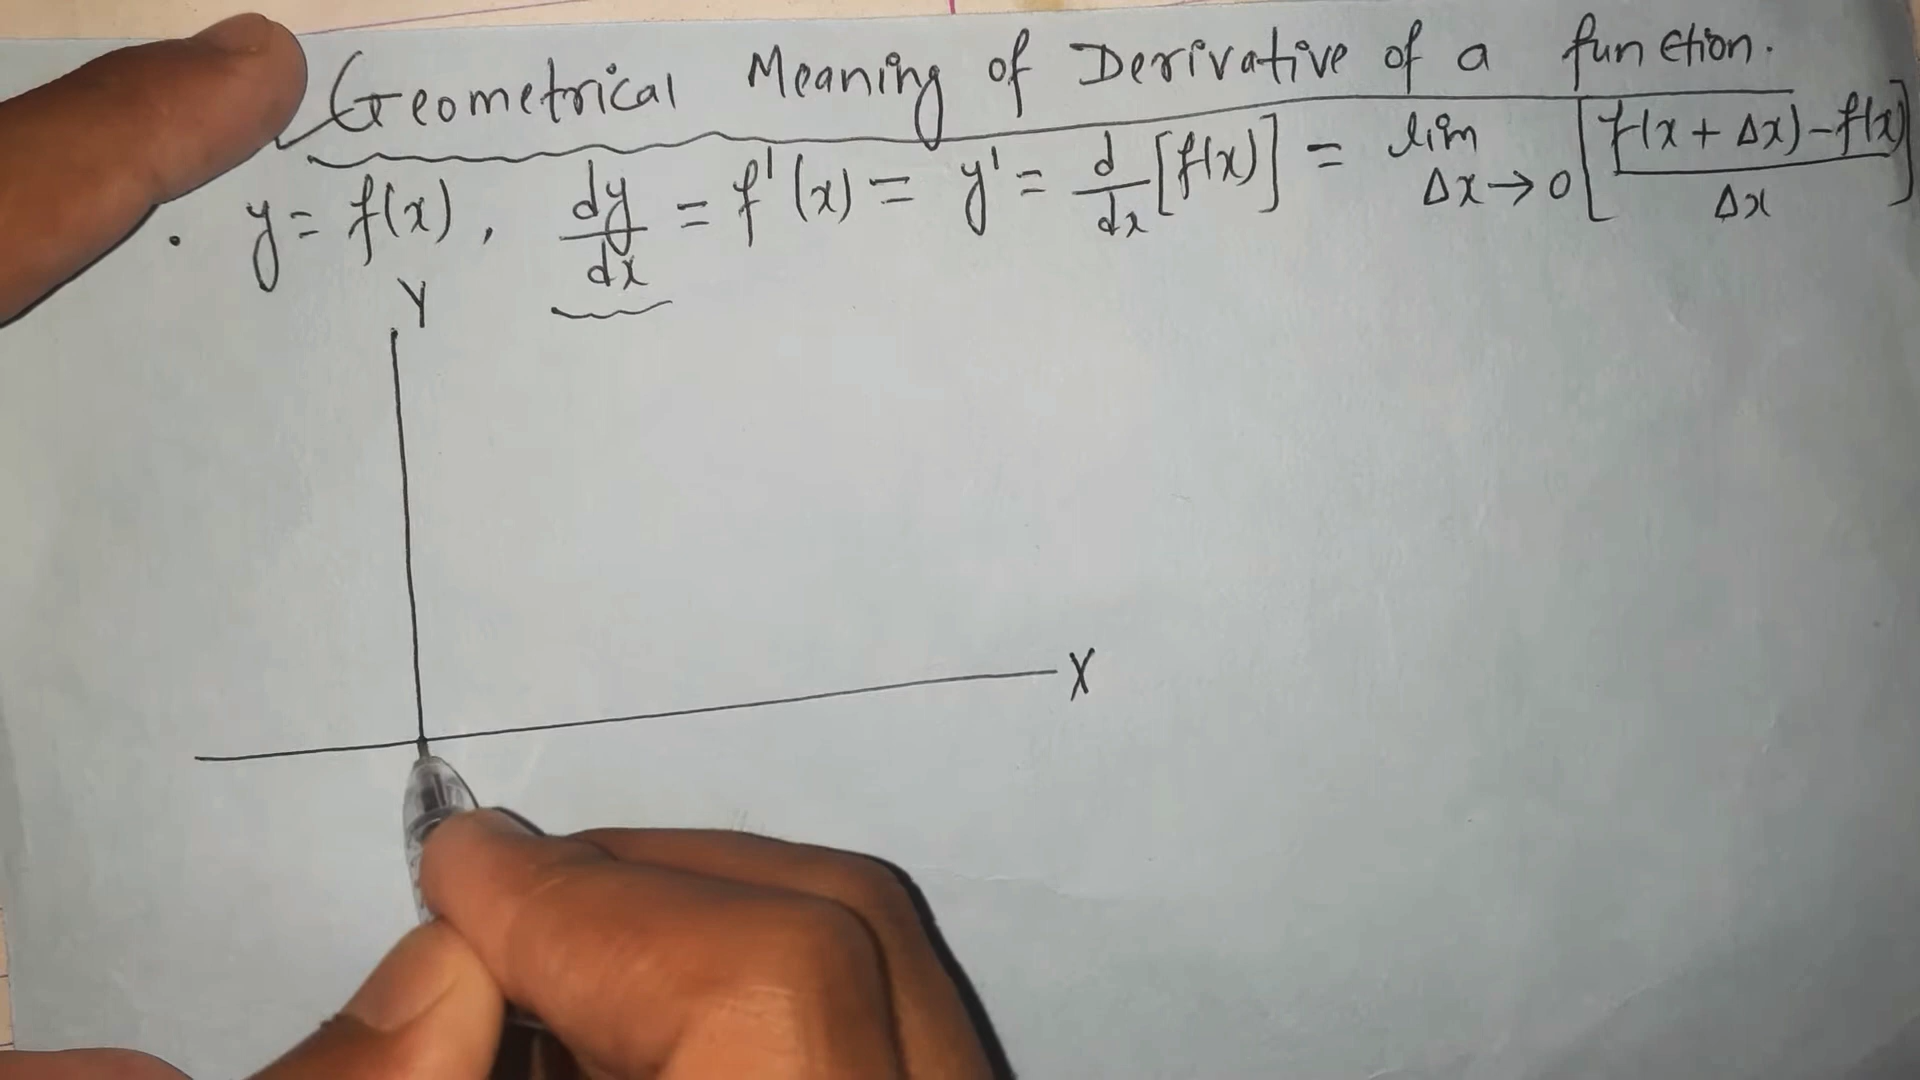 Geometrical Meaning of Derivative of a function.
. y = f(x), dy/dx = f'(x) = y' = d/dx [f(x)] = lim Δx→0 [f(x + Δx) - f(x) / Δx]
Y
X